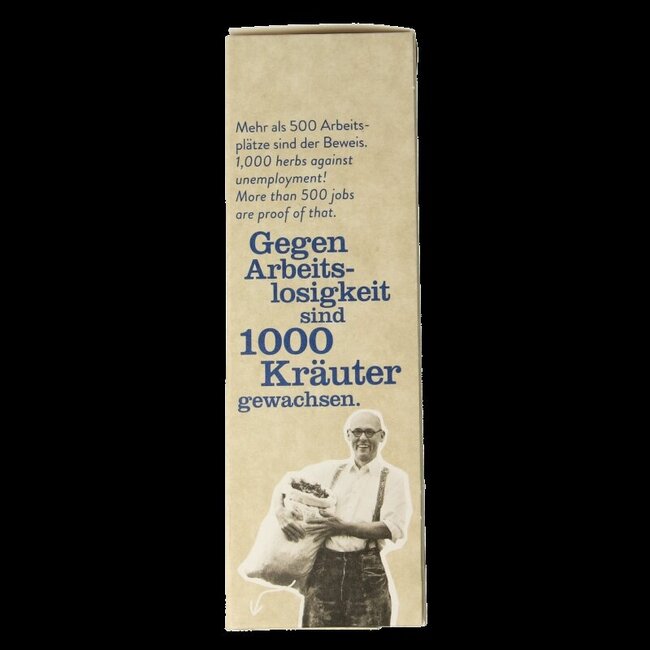 Mehr als 500 Arbeits-
plätze sind der Beweis.
1,000 herbs against
unemployment!
More than 500 jobs
are proof of that.
Gegen
Arbeits-
losigkeit
sind
1000
Kräuter
gewachsen.